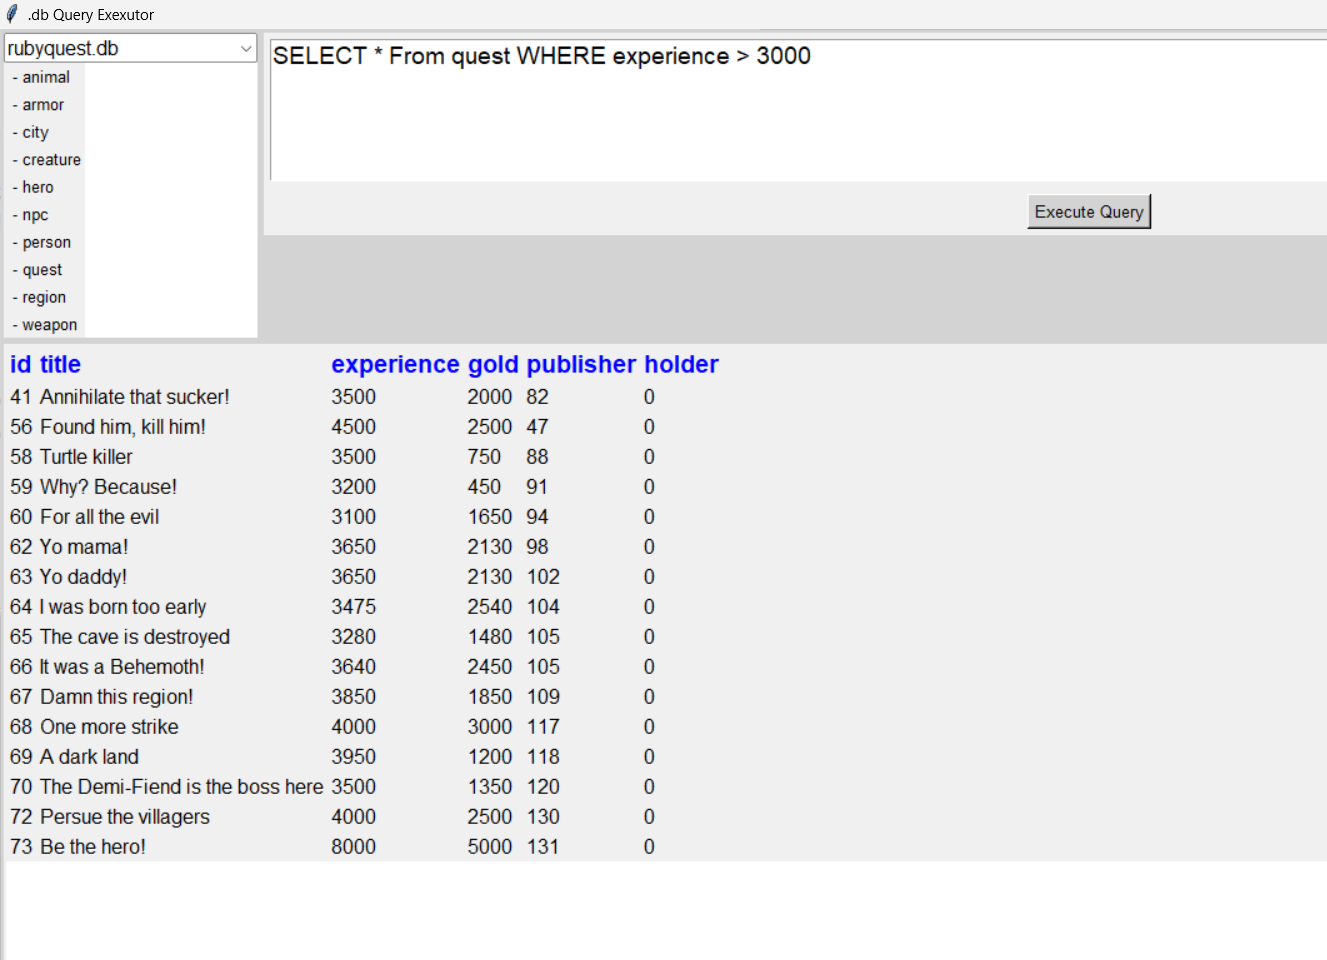 .db Query Exexutor
rubyquest.db
- animal
- armor
- city
- creature
- hero
- npc
- person
- quest
- region
- weapon
SELECT * From quest WHERE experience > 3000
Execute Query
id title experience gold publisher holder
41 Annihilate that sucker! 3500 2000 82 0
56 Found him, kill him! 4500 2500 47 0
58 Turtle killer 3500 750 88 0
59 Why? Because! 3200 450 91 0
60 For all the evil 3100 1650 94 0
62 Yo mama! 3650 2130 98 0
63 Yo daddy! 3650 2130 102 0
64 I was born too early 3475 2540 104 0
65 The cave is destroyed 3280 1480 105 0
66 It was a Behemoth! 3640 2450 105 0
67 Damn this region! 3850 1850 109 0
68 One more strike 4000 3000 117 0
69 A dark land 3950 1200 118 0
70 The Demi-Fiend is the boss here 3500 1350 120 0
72 Persue the villagers 4000 2500 130 0
73 Be the hero! 8000 5000 131 0